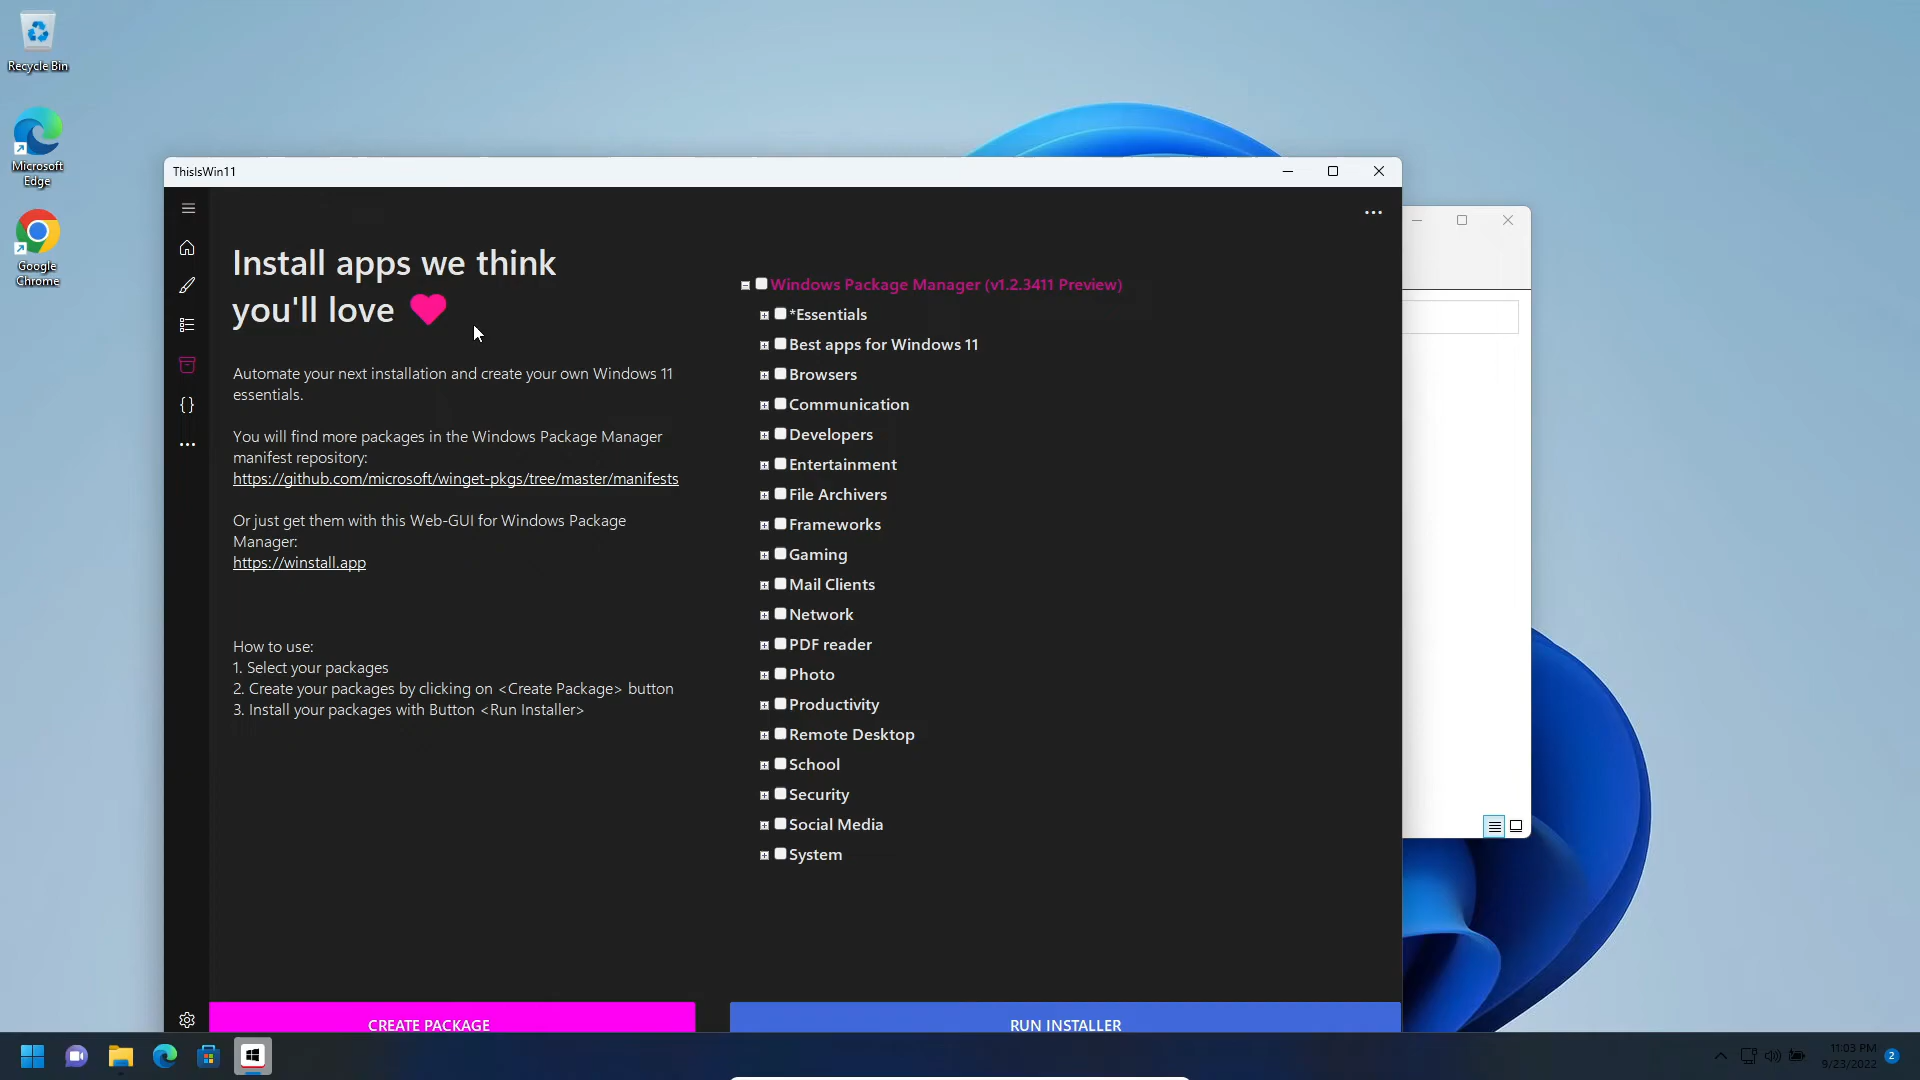 Recycle Bin
Microsoft
Edge
Google
Chrome
ThisIsWin11
Install apps we think
you'll love
Automate your next installation and create your own Windows 11
essentials.
You will find more packages in the Windows Package Manager
manifest repository:
https://github.com/microsoft/winget-pkgs/tree/master/manifests
Or just get them with this Web-GUI for Windows Package
Manager:
https://winstall.app
How to use:
1. Select your packages
2. Create your packages by clicking on <Create Package> button
3. Install your packages with Button <Run Installer>
Windows Package Manager (v1.2.3411 Preview)
*Essentials
Best apps for Windows 11
Browsers
Communication
Developers
Entertainment
File Archivers
Frameworks
Gaming
Mail Clients
Network
PDF reader
Photo
Productivity
Remote Desktop
School
Security
Social Media
System
CREATE PACKAGE
RUN INSTALLER
11:03 PM
9/23/2022
2